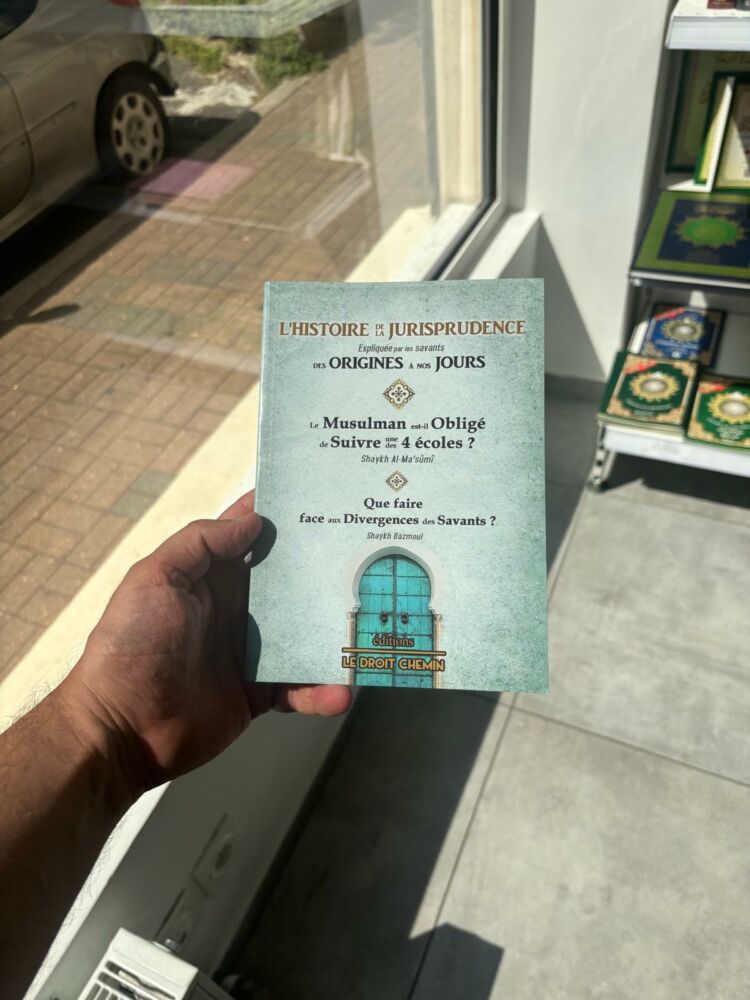 L'HISTOIRE DE LA JURISPRUDENCE
Expliquée par les savants
DES ORIGINES À NOS JOURS
Le Musulman est-il Obligé
de Suivre une des 4 écoles ?
Shaykh Al-Ma'sûmî
Que faire
face aux Divergences des Savants ?
Shaykh Bazmoul
éditions
LE DROIT CHEMIN